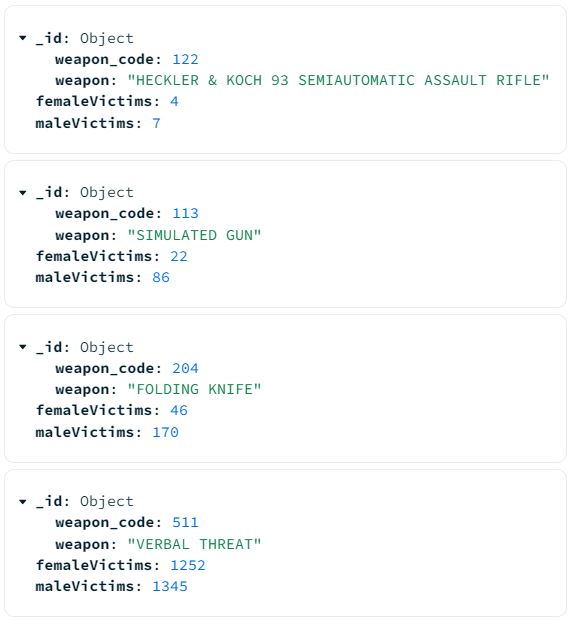 _id: Object
weapon_code: 122
weapon: "HECKLER & KOCH 93 SEMIAUTOMATIC ASSAULT RIFLE"
femaleVictims: 4
maleVictims: 7
_id: Object
weapon_code: 113
weapon: "SIMULATED GUN"
femaleVictims: 22
maleVictims: 86
_id: Object
weapon_code: 204
weapon: "FOLDING KNIFE"
femaleVictims: 46
maleVictims: 170
_id: Object
weapon_code: 511
weapon: "VERBAL THREAT"
femaleVictims: 1252
maleVictims: 1345